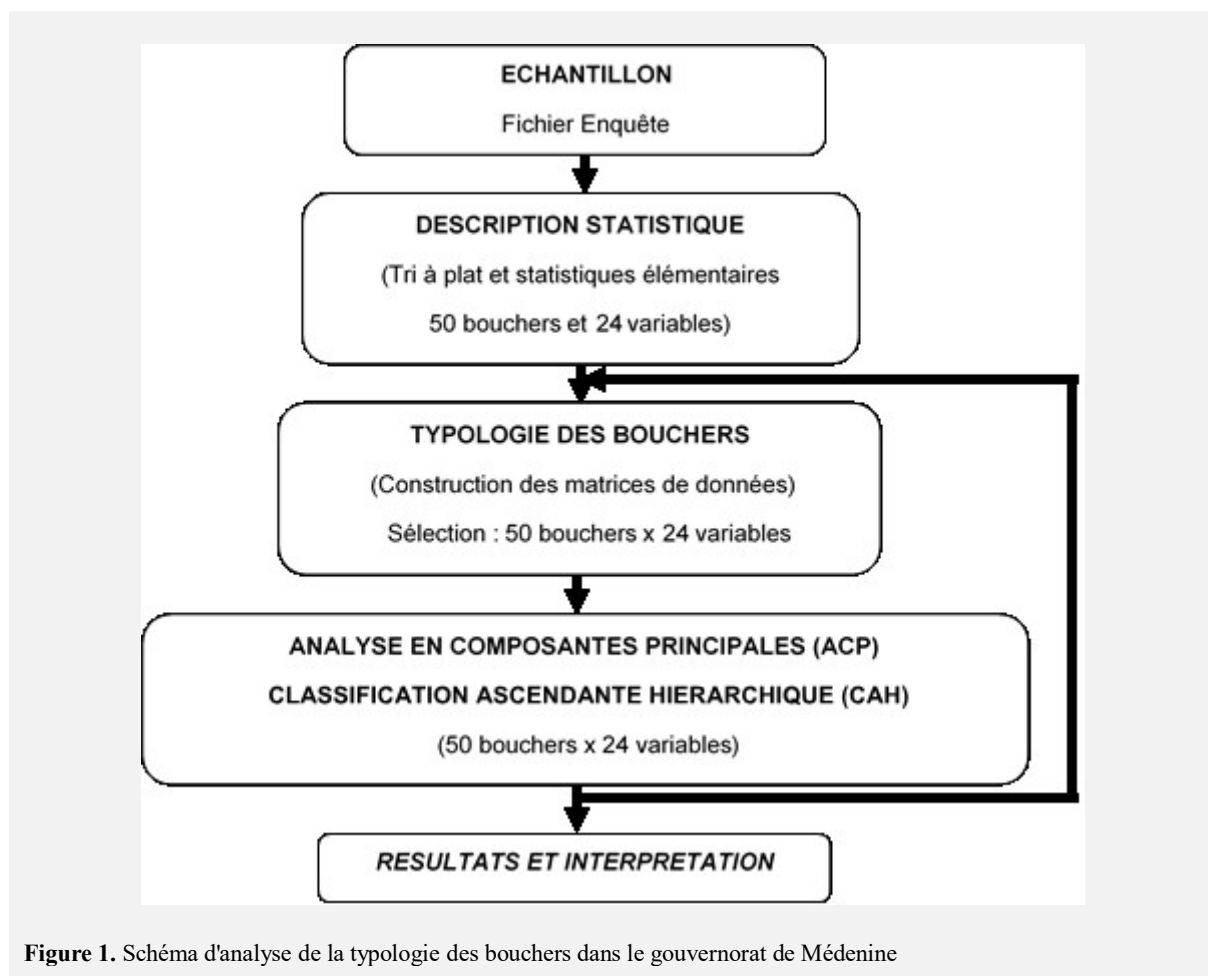 ECHANTILLON
Fichier Enquête
DESCRIPTION STATISTIQUE
(Tri à plat et statistiques élémentaires
50 bouchers et 24 variables)
TYPOLOGIE DES BOUCHERS
(Construction des matrices de données)
Sélection : 50 bouchers x 24 variables
ANALYSE EN COMPOSANTES PRINCIPALES (ACP)
CLASSIFICATION ASCENDANTE HIERARCHIQUE (CAH)
(50 bouchers x 24 variables)
RESULTATS ET INTERPRETATION
Figure 1. Schéma d'analyse de la typologie des bouchers dans le gouvernorat de Médenine